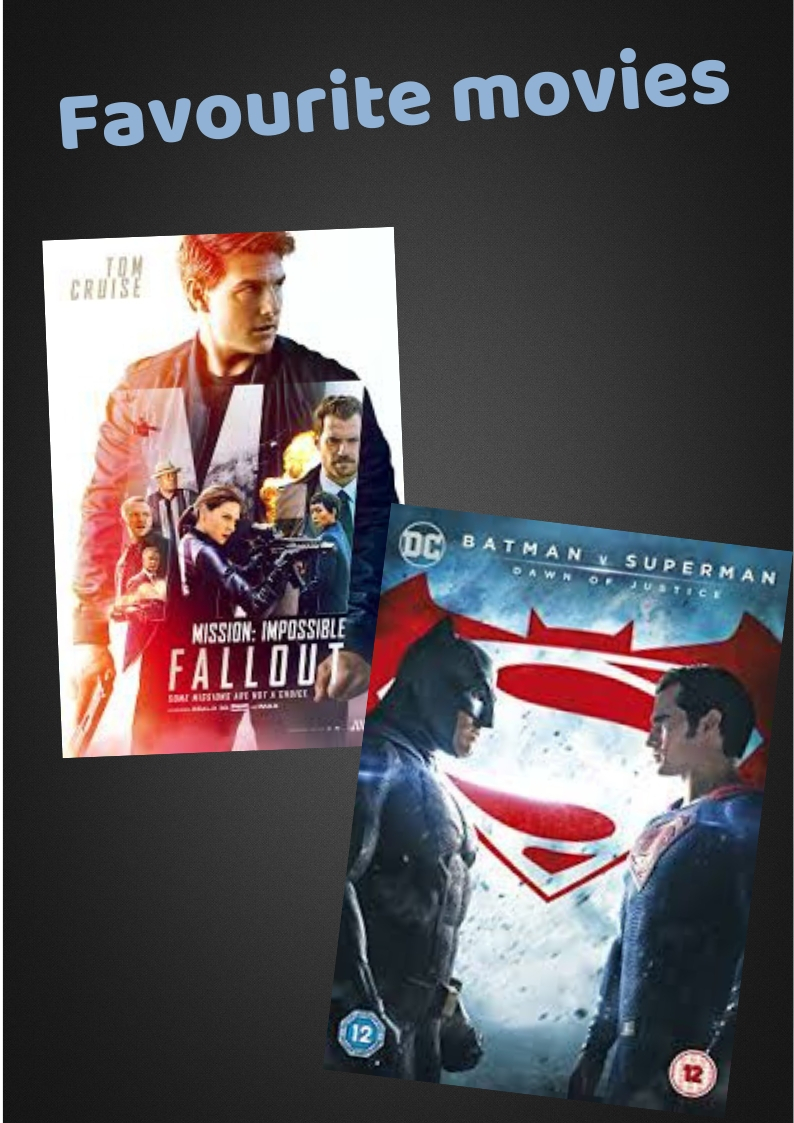 Favourite movies
TOM
CRUISE
MISSION: IMPOSSIBLE
FALLOUT
SOME MISSIONS ARE NOT A CHOICE
DC
BATMAN v SUPERMAN
DAWN OF JUSTICE
12
12